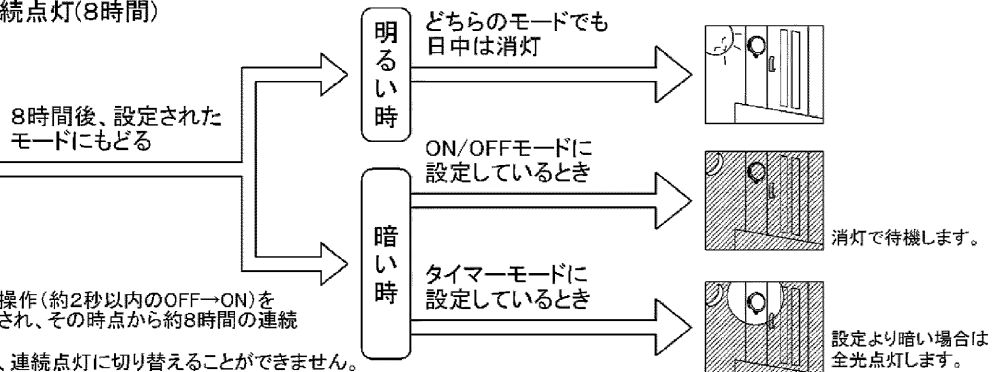 続点灯(8時間)
8時間後、設定された
モードにもどる
明るい時
どちらのモードでも
日中は消灯
暗い時
ON/OFFモードに
設定しているとき
消灯で待機します。
タイマーモードに
設定しているとき
設定より暗い場合は
全光点灯します。
操作(約2秒以内のOFF→ON)を
され、その時点から約8時間の連続
、連続点灯に切り替えることができません。